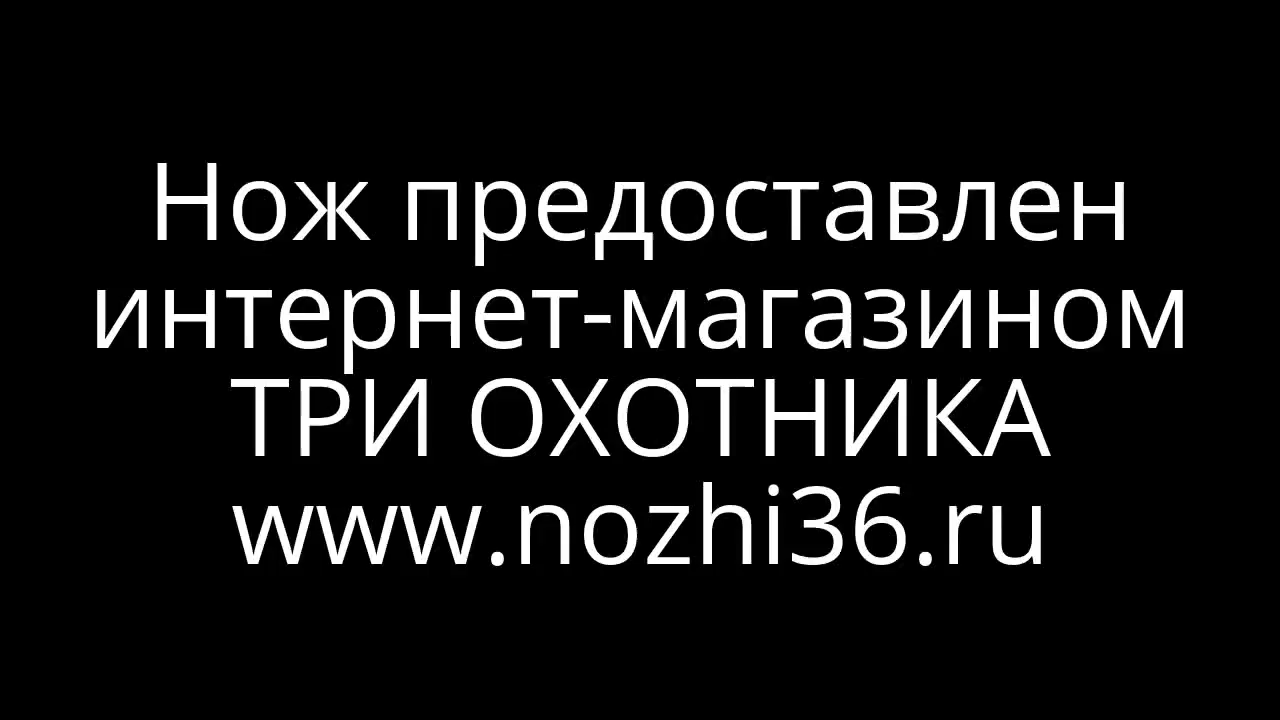 Нож предоставлен
интернет-магазином
ТРИ ОХОТНИКА
www.nozhi36.ru